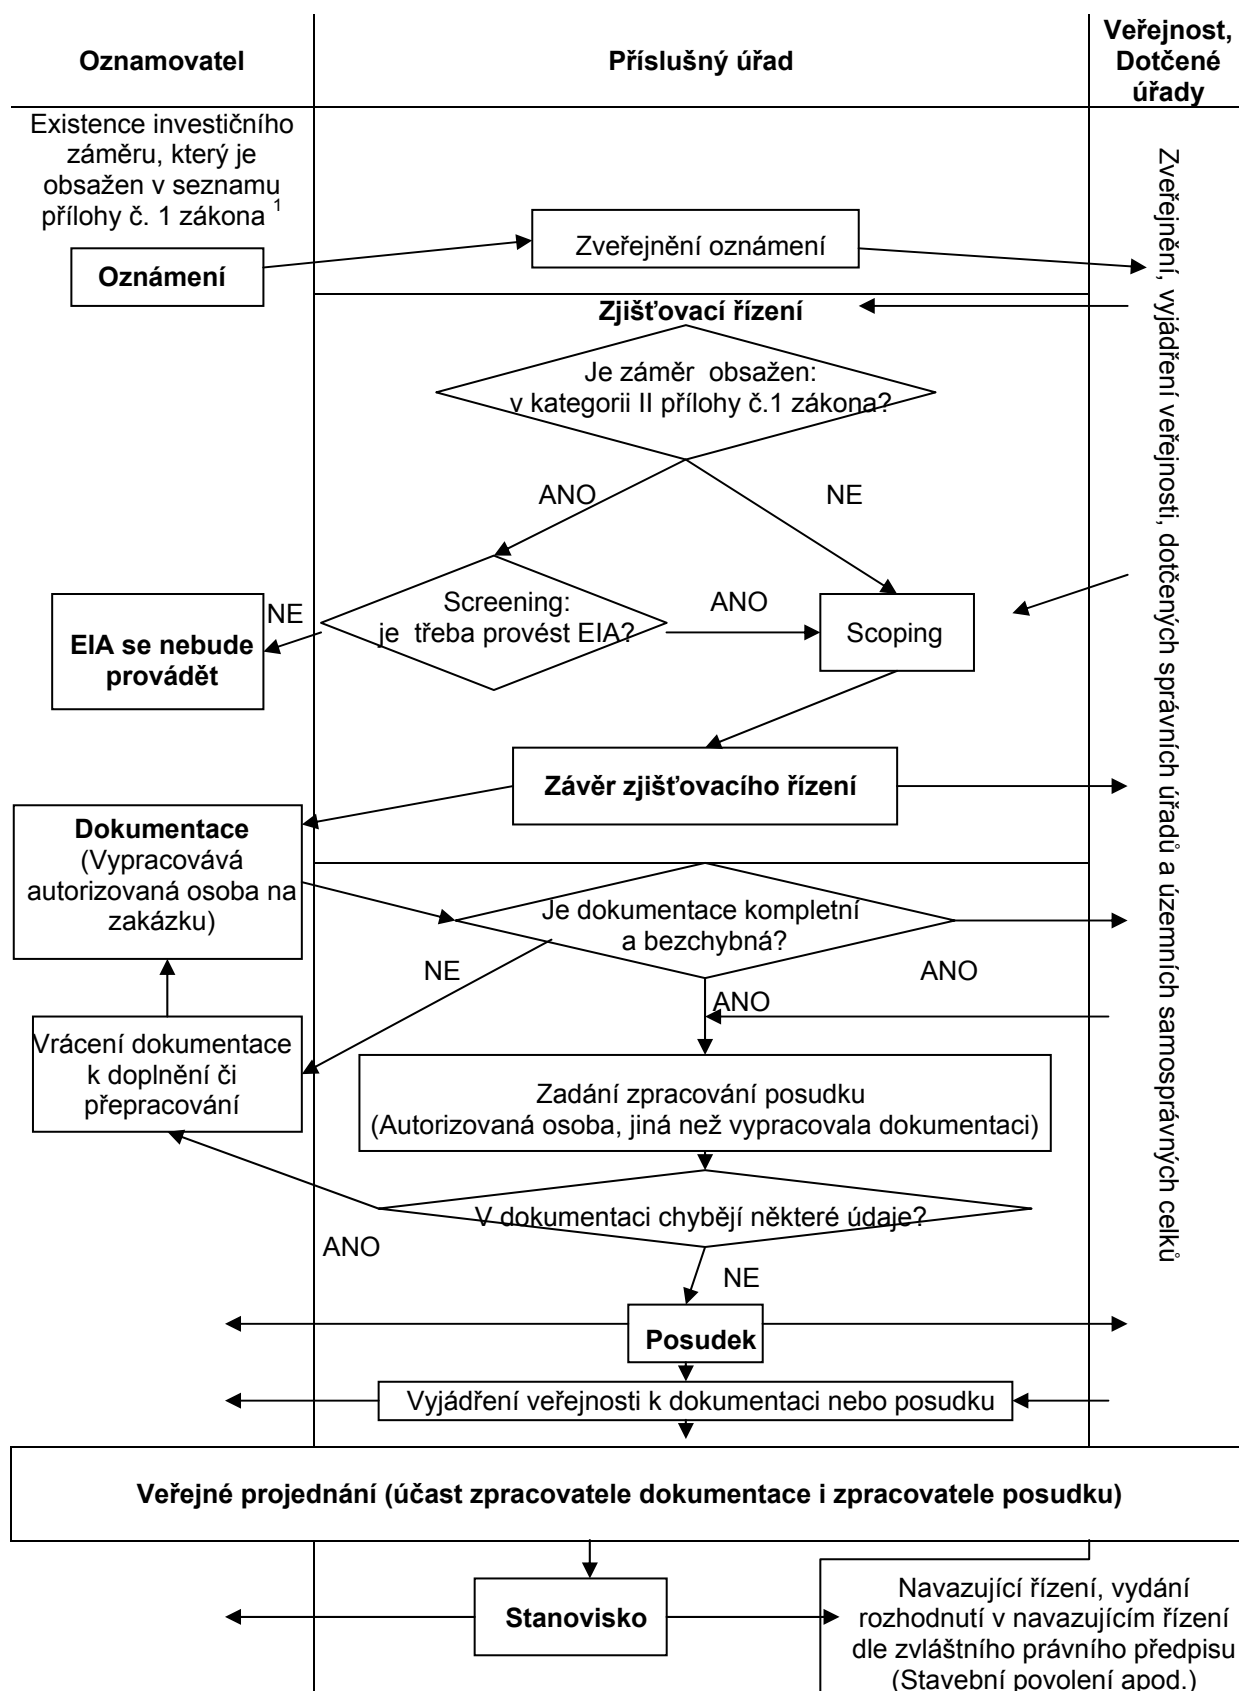 Oznamovatel
Příslušný úřad
Veřejnost,
Dotčené
úřady
Existence investičního
záměru, který je
obsažen v seznamu
přílohy č. 1 zákona 1
Oznámení
Zveřejnění oznámení
Zveřejnění, vyjádření veřejnosti, dotčených správních úřadů a územních samosprávných celků
Zjišťovací řízení
Je záměr obsažen:
v kategorii II přílohy č.1 zákona?
ANO
NE
Screening:
je třeba provést EIA?
NE
ANO
Scoping
EIA se nebude
provádět
Závěr zjišťovacího řízení
Dokumentace
(Vypracovává
autorizovaná osoba na
zakázku)
Je dokumentace kompletní
a bezchybná?
NE
ANO
ANO
Vrácení dokumentace
k doplnění či
přepracování
Zadání zpracování posudku
(Autorizovaná osoba, jiná než vypracovala dokumentaci)
V dokumentaci chybějí některé údaje?
ANO
NE
Posudek
Vyjádření veřejnosti k dokumentaci nebo posudku
Veřejné projednání (účast zpracovatele dokumentace i zpracovatele posudku)
Stanovisko
Navazující řízení, vydání
rozhodnutí v navazujícím řízení
dle zvláštního právního předpisu
(Stavební povolení apod.)